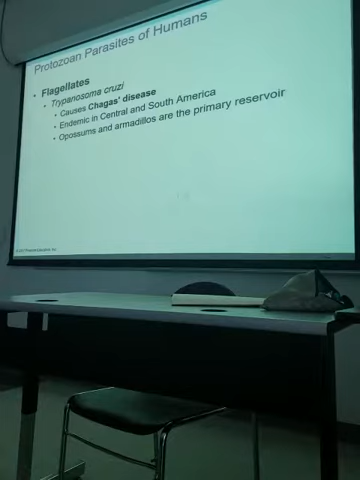 Protozoan Parasites of Humans
• Flagellates
• Trypanosoma cruzi
• Causes Chagas' disease
• Endemic in Central and South America
• Opossums and armadillos are the primary reservoir